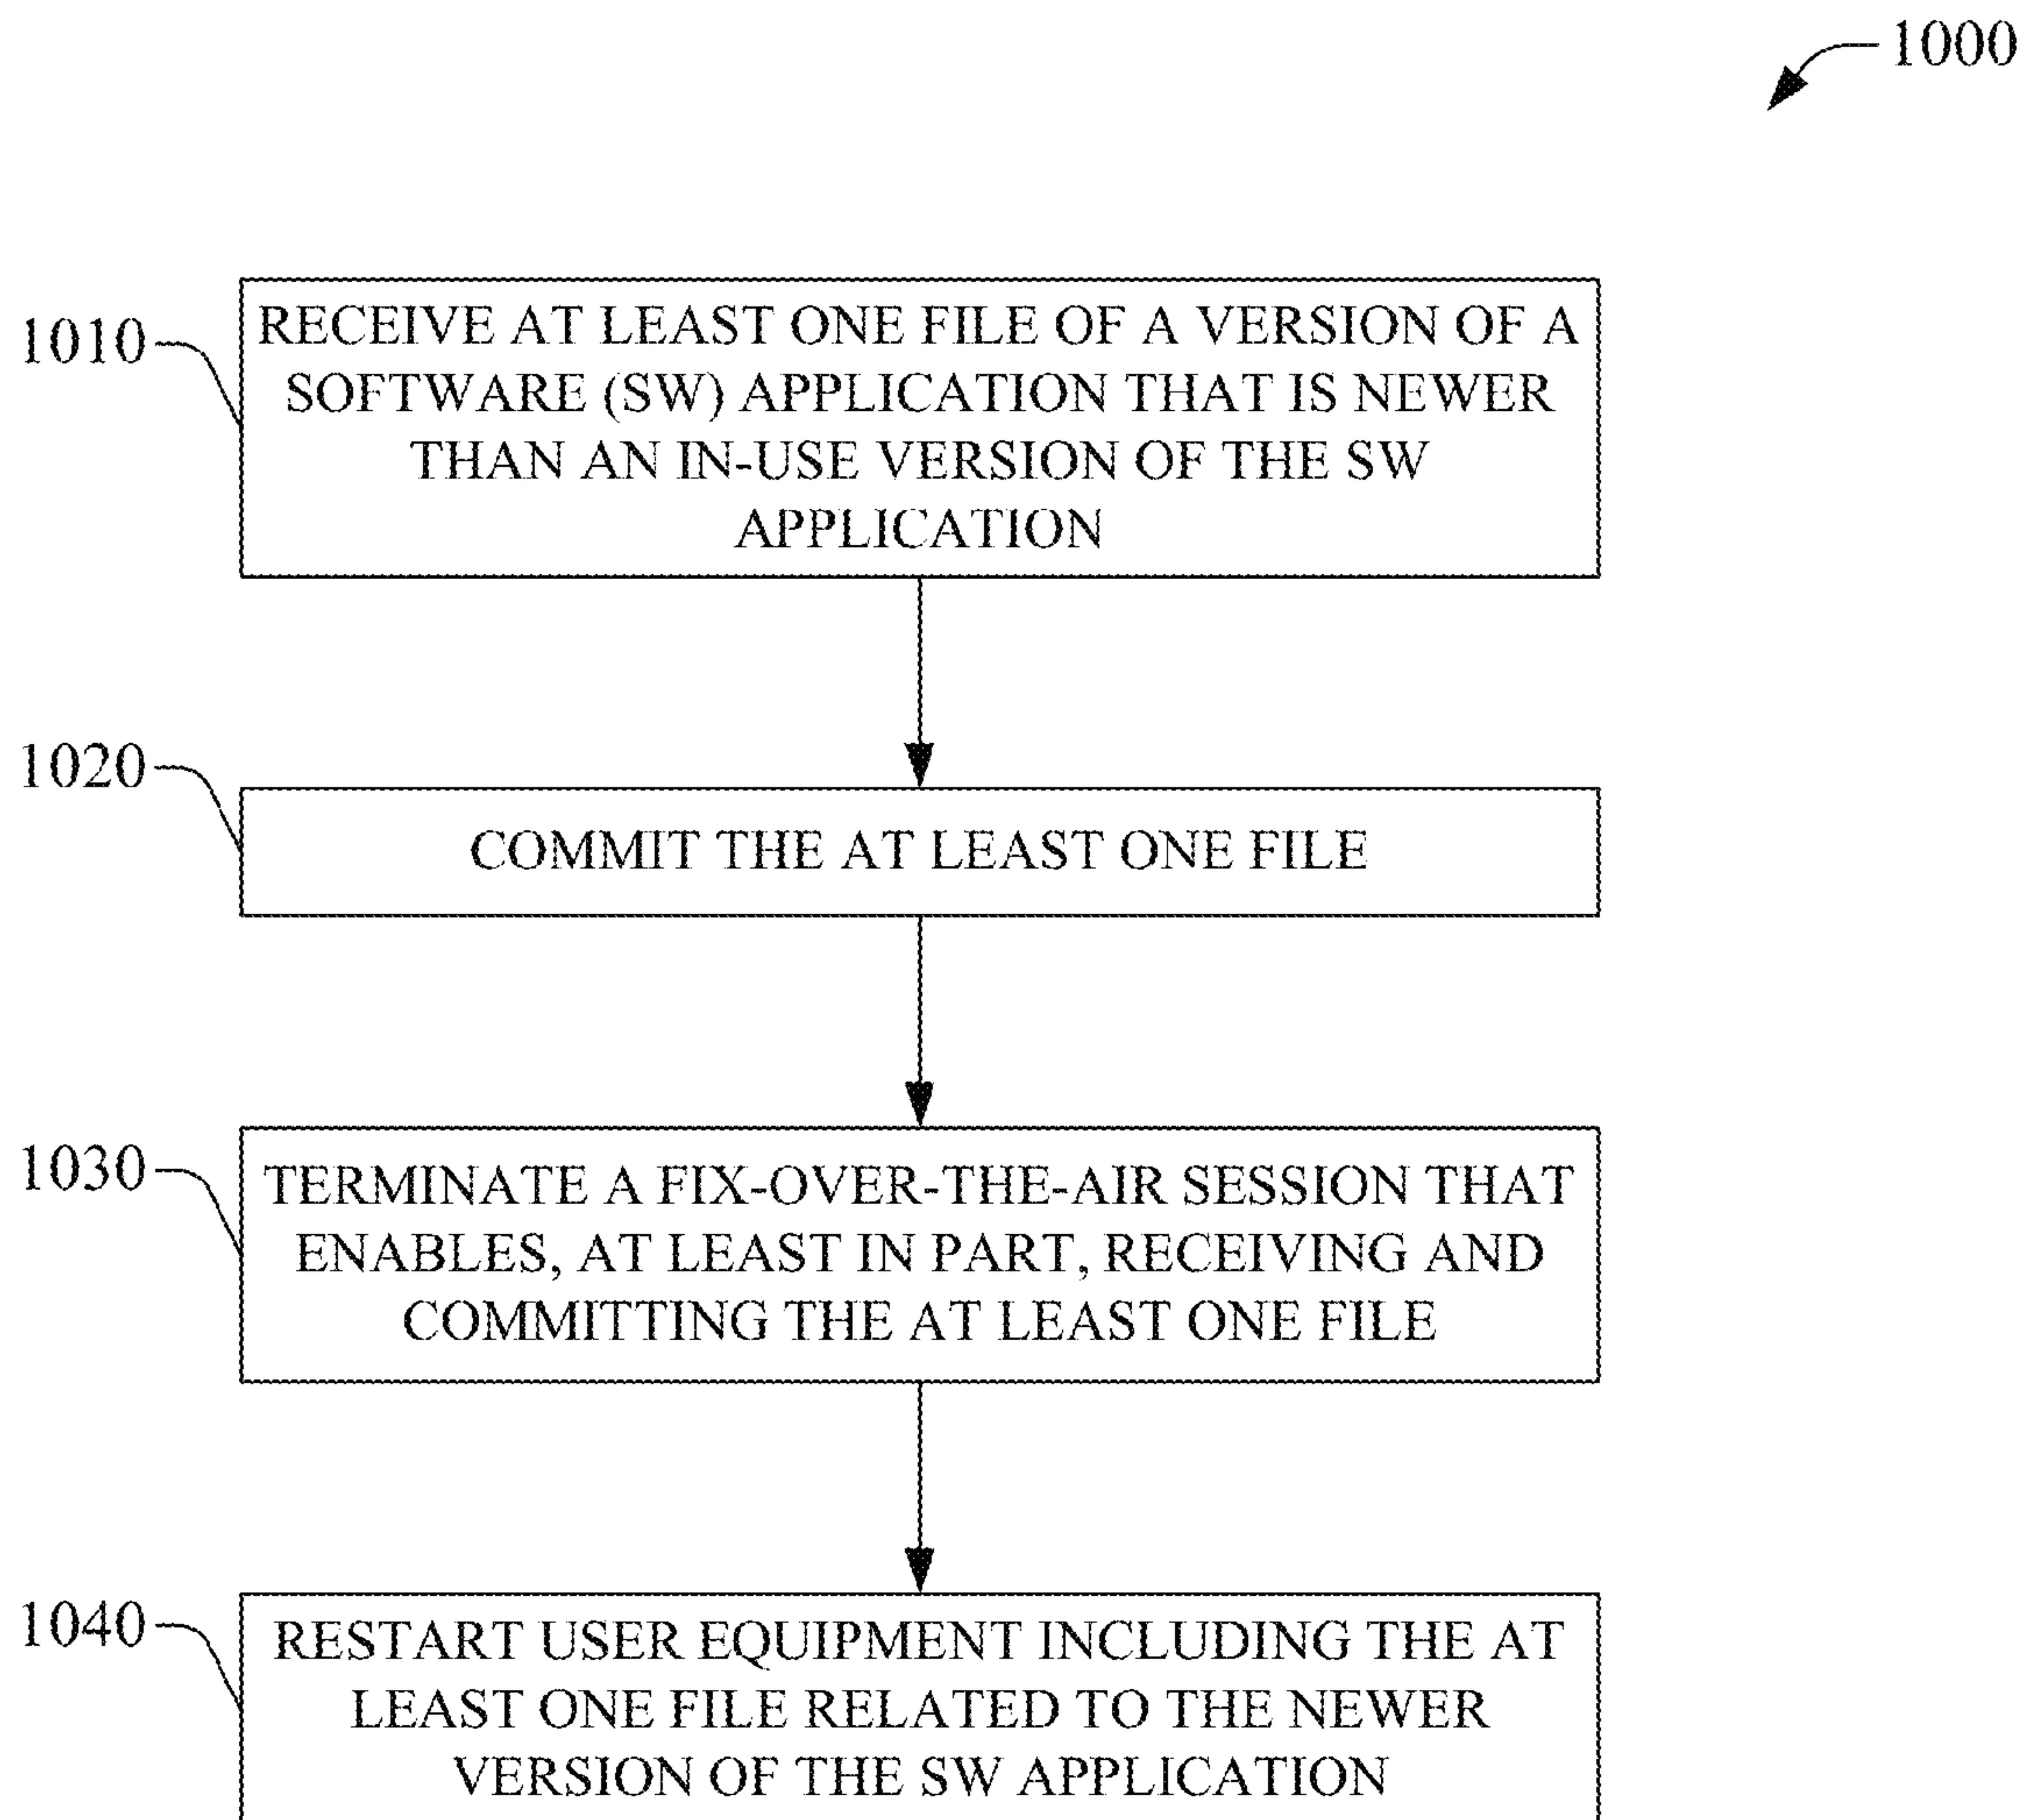 1000
1010
RECEIVE AT LEAST ONE FILE OF A VERSION OF A
SOFTWARE (SW) APPLICATION THAT IS NEWER
THAN AN IN-USE VERSION OF THE SW
APPLICATION
1020
COMMIT THE AT LEAST ONE FILE
1030
TERMINATE A FIX-OVER-THE-AIR SESSION THAT
ENABLES, AT LEAST IN PART, RECEIVING AND
COMMITTING THE AT LEAST ONE FILE
1040
RESTART USER EQUIPMENT INCLUDING THE AT
LEAST ONE FILE RELATED TO THE NEWER
VERSION OF THE SW APPLICATION